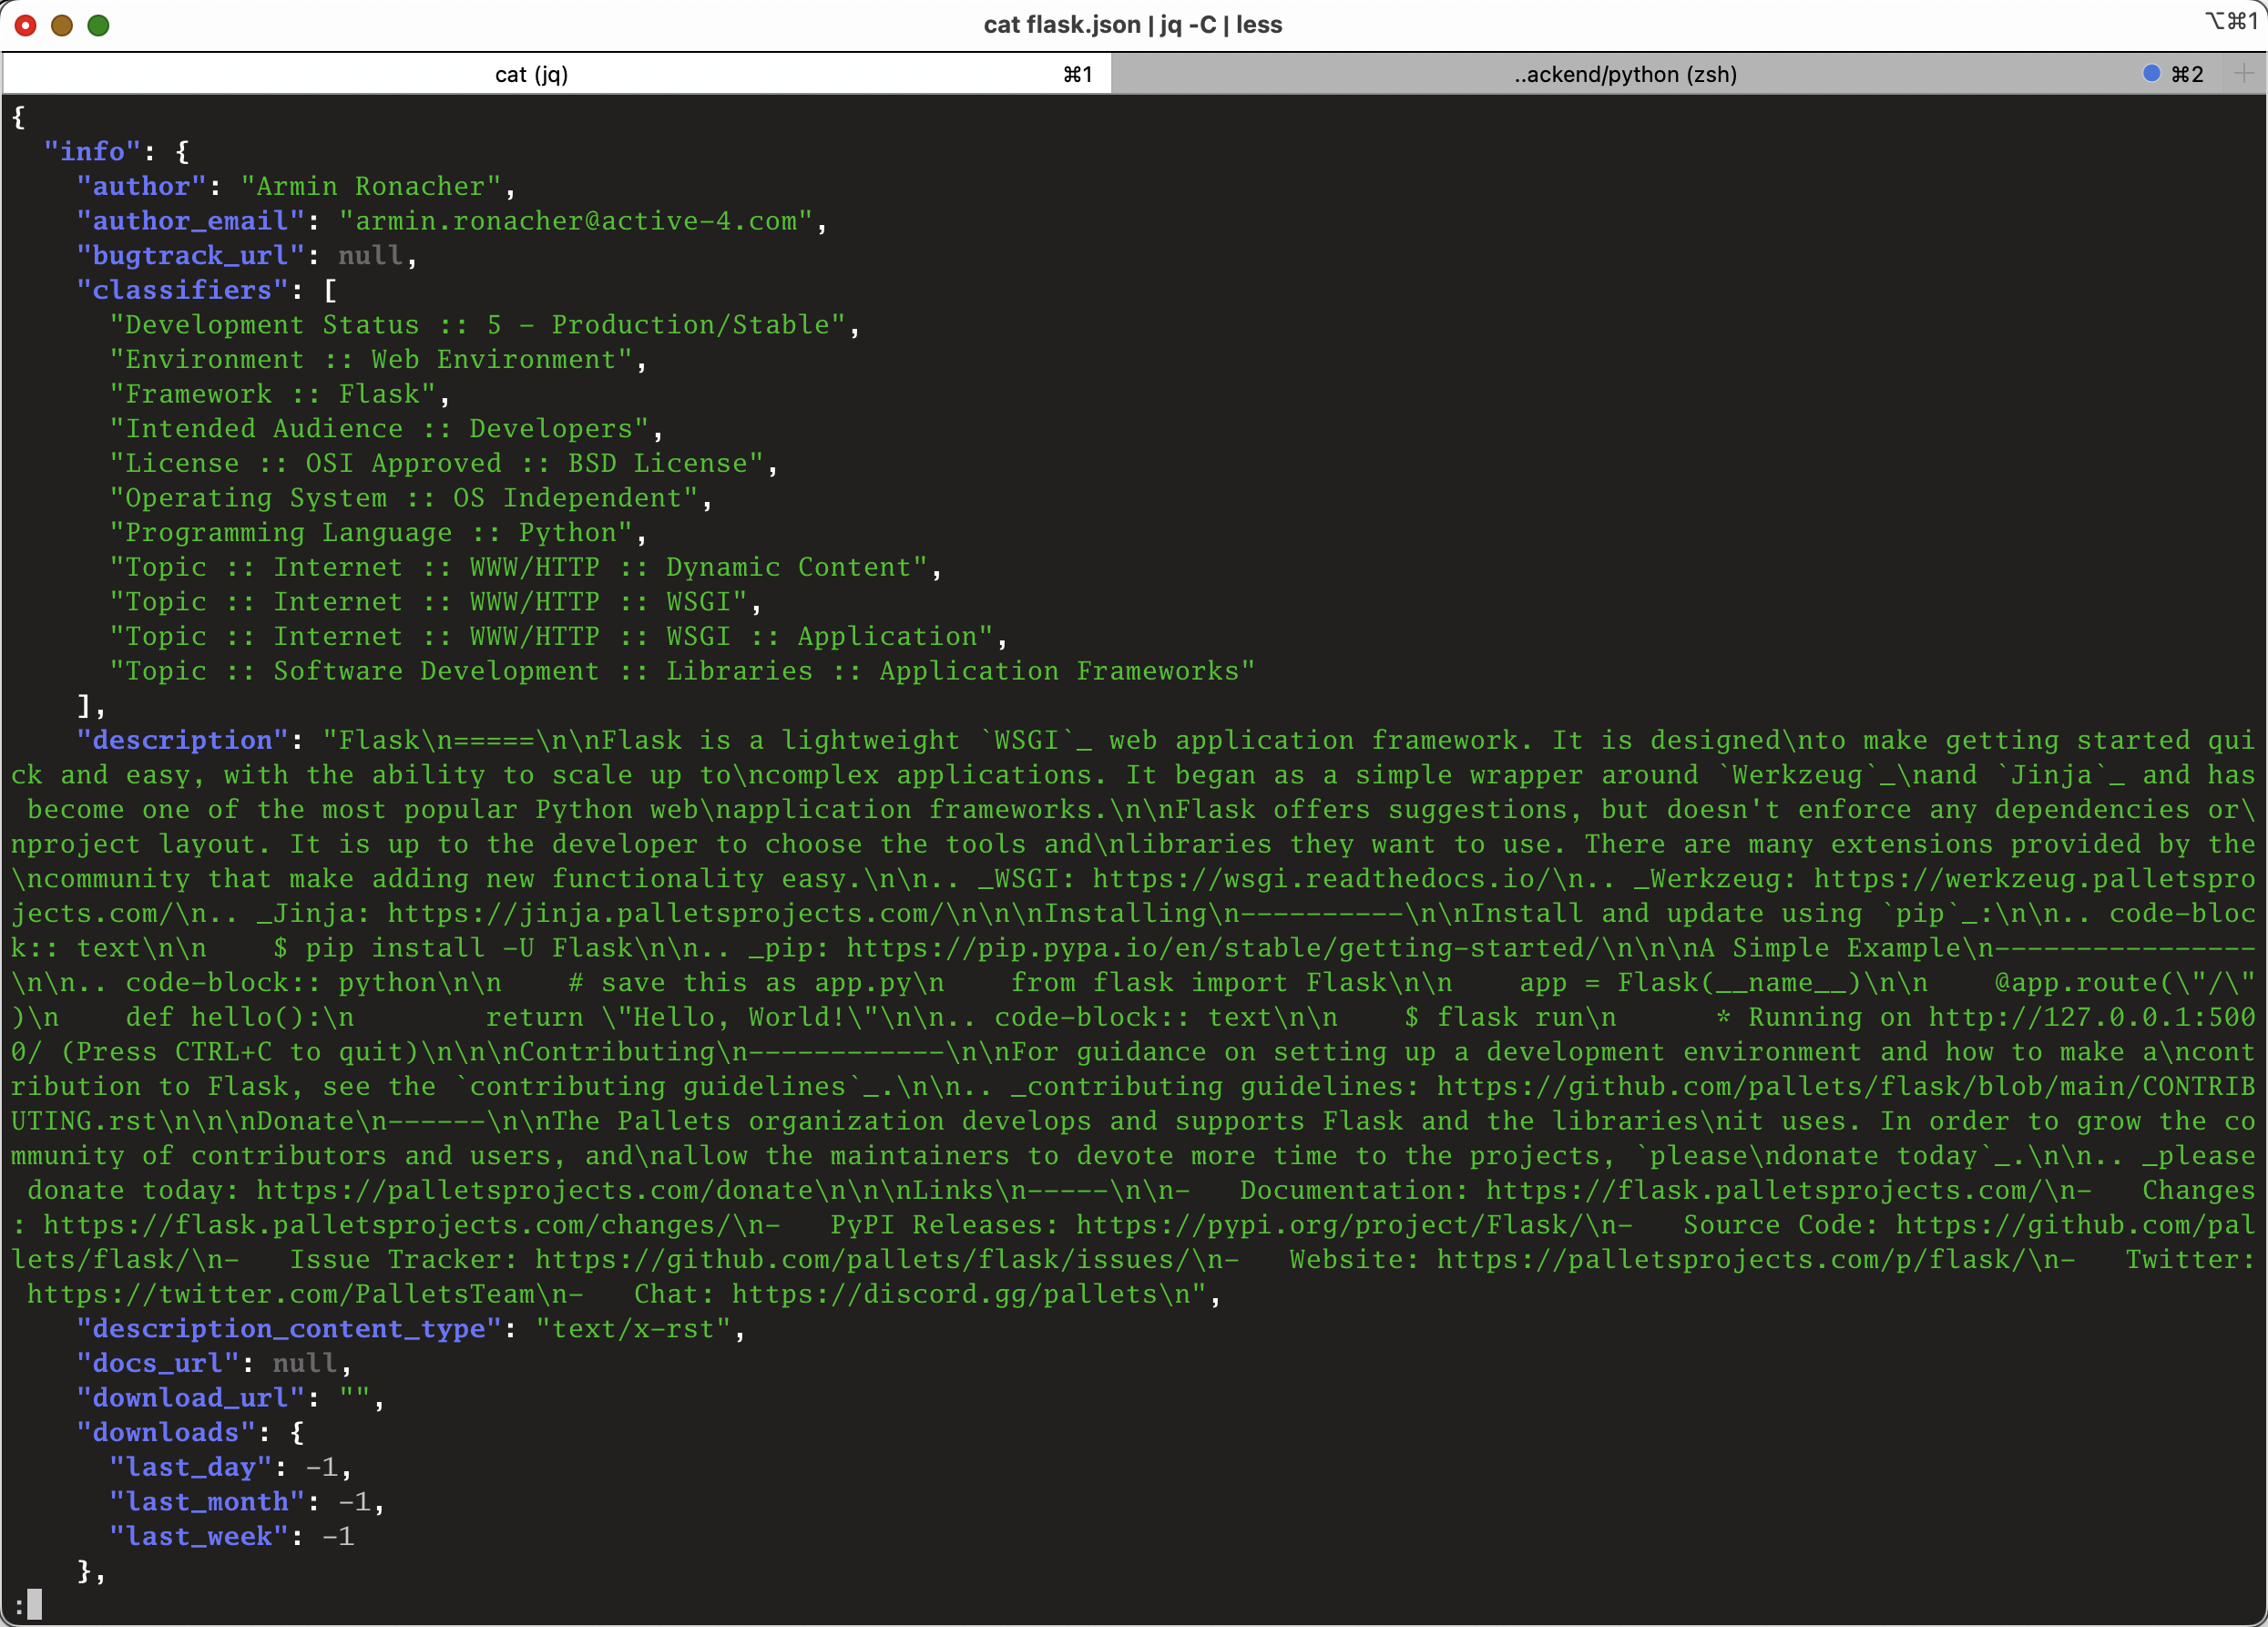 cat flask.json | jq -C | less
⌥⌘1
cat (jq) ⌘1 ..ackend/python (zsh) ⌘2
{
  "info": {
    "author": "Armin Ronacher",
    "author_email": "armin.ronacher@active-4.com",
    "bugtrack_url": null,
    "classifiers": [
      "Development Status :: 5 - Production/Stable",
      "Environment :: Web Environment",
      "Framework :: Flask",
      "Intended Audience :: Developers",
      "License :: OSI Approved :: BSD License",
      "Operating System :: OS Independent",
      "Programming Language :: Python",
      "Topic :: Internet :: WWW/HTTP :: Dynamic Content",
      "Topic :: Internet :: WWW/HTTP :: WSGI",
      "Topic :: Internet :: WWW/HTTP :: WSGI :: Application",
      "Topic :: Software Development :: Libraries :: Application Frameworks"
    ],
    "description": "Flask\n=====\n\nFlask is a lightweight `WSGI`_ web application framework. It is designed\nto make getting started qui
ck and easy, with the ability to scale up to\ncomplex applications. It began as a simple wrapper around `Werkzeug`_\nand `Jinja`_ and has
 become one of the most popular Python web\napplication frameworks.\n\nFlask offers suggestions, but doesn't enforce any dependencies or\
nproject layout. It is up to the developer to choose the tools and\nlibraries they want to use. There are many extensions provided by the
\ncommunity that make adding new functionality easy.\n\n.. _WSGI: https://wsgi.readthedocs.io/\n.. _Werkzeug: https://werkzeug.palletspro
jects.com/\n.. _Jinja: https://jinja.palletsprojects.com/\n\n\nInstalling\n----------\n\nInstall and update using `pip`_:\n\n.. code-bloc
k:: text\n\n    $ pip install -U Flask\n\n.. _pip: https://pip.pypa.io/en/stable/getting-started/\n\n\nA Simple Example\n----------------
\n\n.. code-block:: python\n\n    # save this as app.py\n    from flask import Flask\n\n    app = Flask(__name__)\n\n    @app.route(\"/\"
)\n    def hello():\n        return \"Hello, World!\"\n\n.. code-block:: text\n\n    $ flask run\n      * Running on http://127.0.0.1:500
0/ (Press CTRL+C to quit)\n\n\nContributing\n------------\n\nFor guidance on setting up a development environment and how to make a\ncont
ribution to Flask, see the `contributing guidelines`_.\n\n.. _contributing guidelines: https://github.com/pallets/flask/blob/main/CONTRIB
UTING.rst\n\n\nDonate\n------\n\nThe Pallets organization develops and supports Flask and the libraries\nit uses. In order to grow the co
mmunity of contributors and users, and\nallow the maintainers to devote more time to the projects, `please\ndonate today`_.\n\n.. _please
 donate today: https://palletsprojects.com/donate\n\n\nLinks\n-----\n\n-   Documentation: https://flask.palletsprojects.com/\n-   Changes
: https://flask.palletsprojects.com/changes/\n-   PyPI Releases: https://pypi.org/project/Flask/\n-   Source Code: https://github.com/pal
lets/flask/\n-   Issue Tracker: https://github.com/pallets/flask/issues/\n-   Website: https://palletsprojects.com/p/flask/\n-   Twitter:
 https://twitter.com/PalletsTeam\n-   Chat: https://discord.gg/pallets\n",
    "description_content_type": "text/x-rst",
    "docs_url": null,
    "download_url": "",
    "downloads": {
      "last_day": -1,
      "last_month": -1,
      "last_week": -1
    },
: